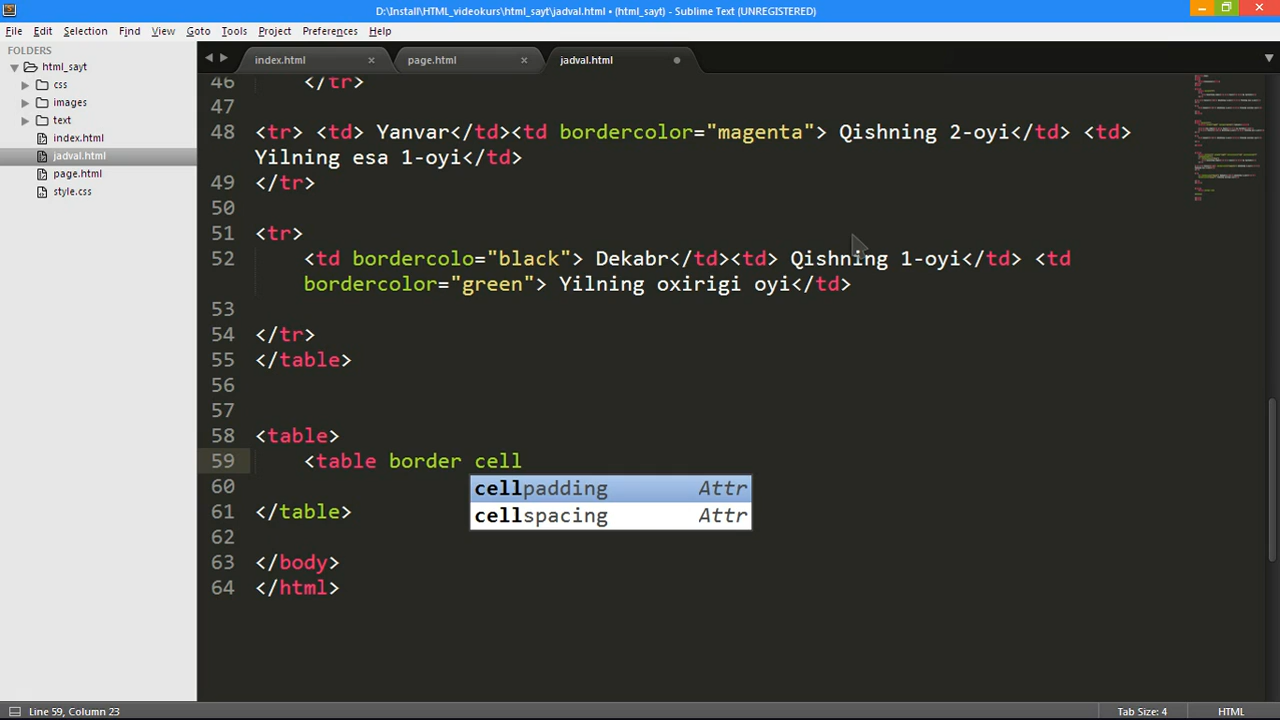 D:\Install\HTML_videokurs\html_sayt\jadval.html • (html_sayt) - Sublime Text (UNREGISTERED)
File Edit Selection Find View Goto Tools Project Preferences Help
FOLDERS
html_sayt
css
images
text
index.html
jadval.html
page.html
style.css
index.html × page.html × jadval.html
46 </tr>
47
48 <tr> <td> Yanvar</td><td bordercolor="magenta"> Qishning 2-oyi</td> <td>
Yilning esa 1-oyi</td>
49 </tr>
50
51 <tr>
52 <td bordercolo="black"> Dekabr</td><td> Qishning 1-oyi</td> <td
bordercolor="green"> Yilning oxirigi oyi</td>
53
54 </tr>
55 </table>
56
57
58 <table>
59 <table border cell
cellpadding Attr
60
cellspacing Attr
61 </table>
62
63 </body>
64 </html>
Line 59, Column 23 Tab Size: 4 HTML